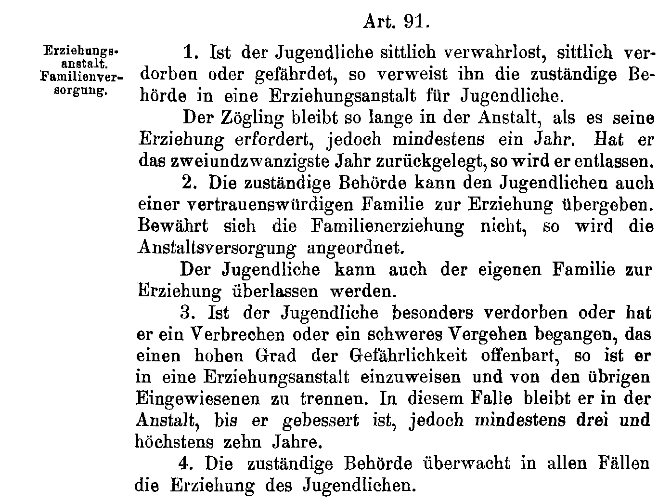 Art. 91.
Erziehungs-
anstalt.
Familienver-
sorgung.
1. Ist der Jugendliche sittlich verwahrlost, sittlich ver-
dorben oder gefährdet, so verweist ihn die zuständige Be-
hörde in eine Erziehungsanstalt für Jugendliche.
Der Zögling bleibt so lange in der Anstalt, als es seine
Erziehung erfordert, jedoch mindestens ein Jahr. Hat er
das zweiundzwanzigste Jahr zurückgelegt, so wird er entlassen.
2. Die zuständige Behörde kann den Jugendlichen auch
einer vertrauenswürdigen Familie zur Erziehung übergeben.
Bewährt sich die Familienerziehung nicht, so wird die
Anstaltsversorgung angeordnet.
Der Jugendliche kann auch der eigenen Familie zur
Erziehung überlassen werden.
3. Ist der Jugendliche besonders verdorben oder hat
er ein Verbrechen oder ein schweres Vergehen begangen, das
einen hohen Grad der Gefährlichkeit offenbart, so ist er
in eine Erziehungsanstalt einzuweisen und von den übrigen
Eingewiesenen zu trennen. In diesem Falle bleibt er in der
Anstalt, bis er gebessert ist, jedoch mindestens drei und
höchstens zehn Jahre.
4. Die zuständige Behörde überwacht in allen Fällen
die Erziehung des Jugendlichen.